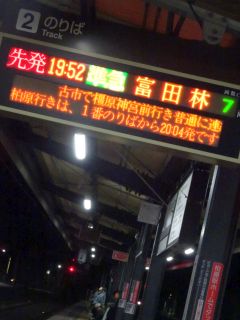 2 のりば
Track
先発 19:52 準急 富田林 7
古市で橿原神宮前行き普通に連
柏原行きは、1番のりばから20:04発です